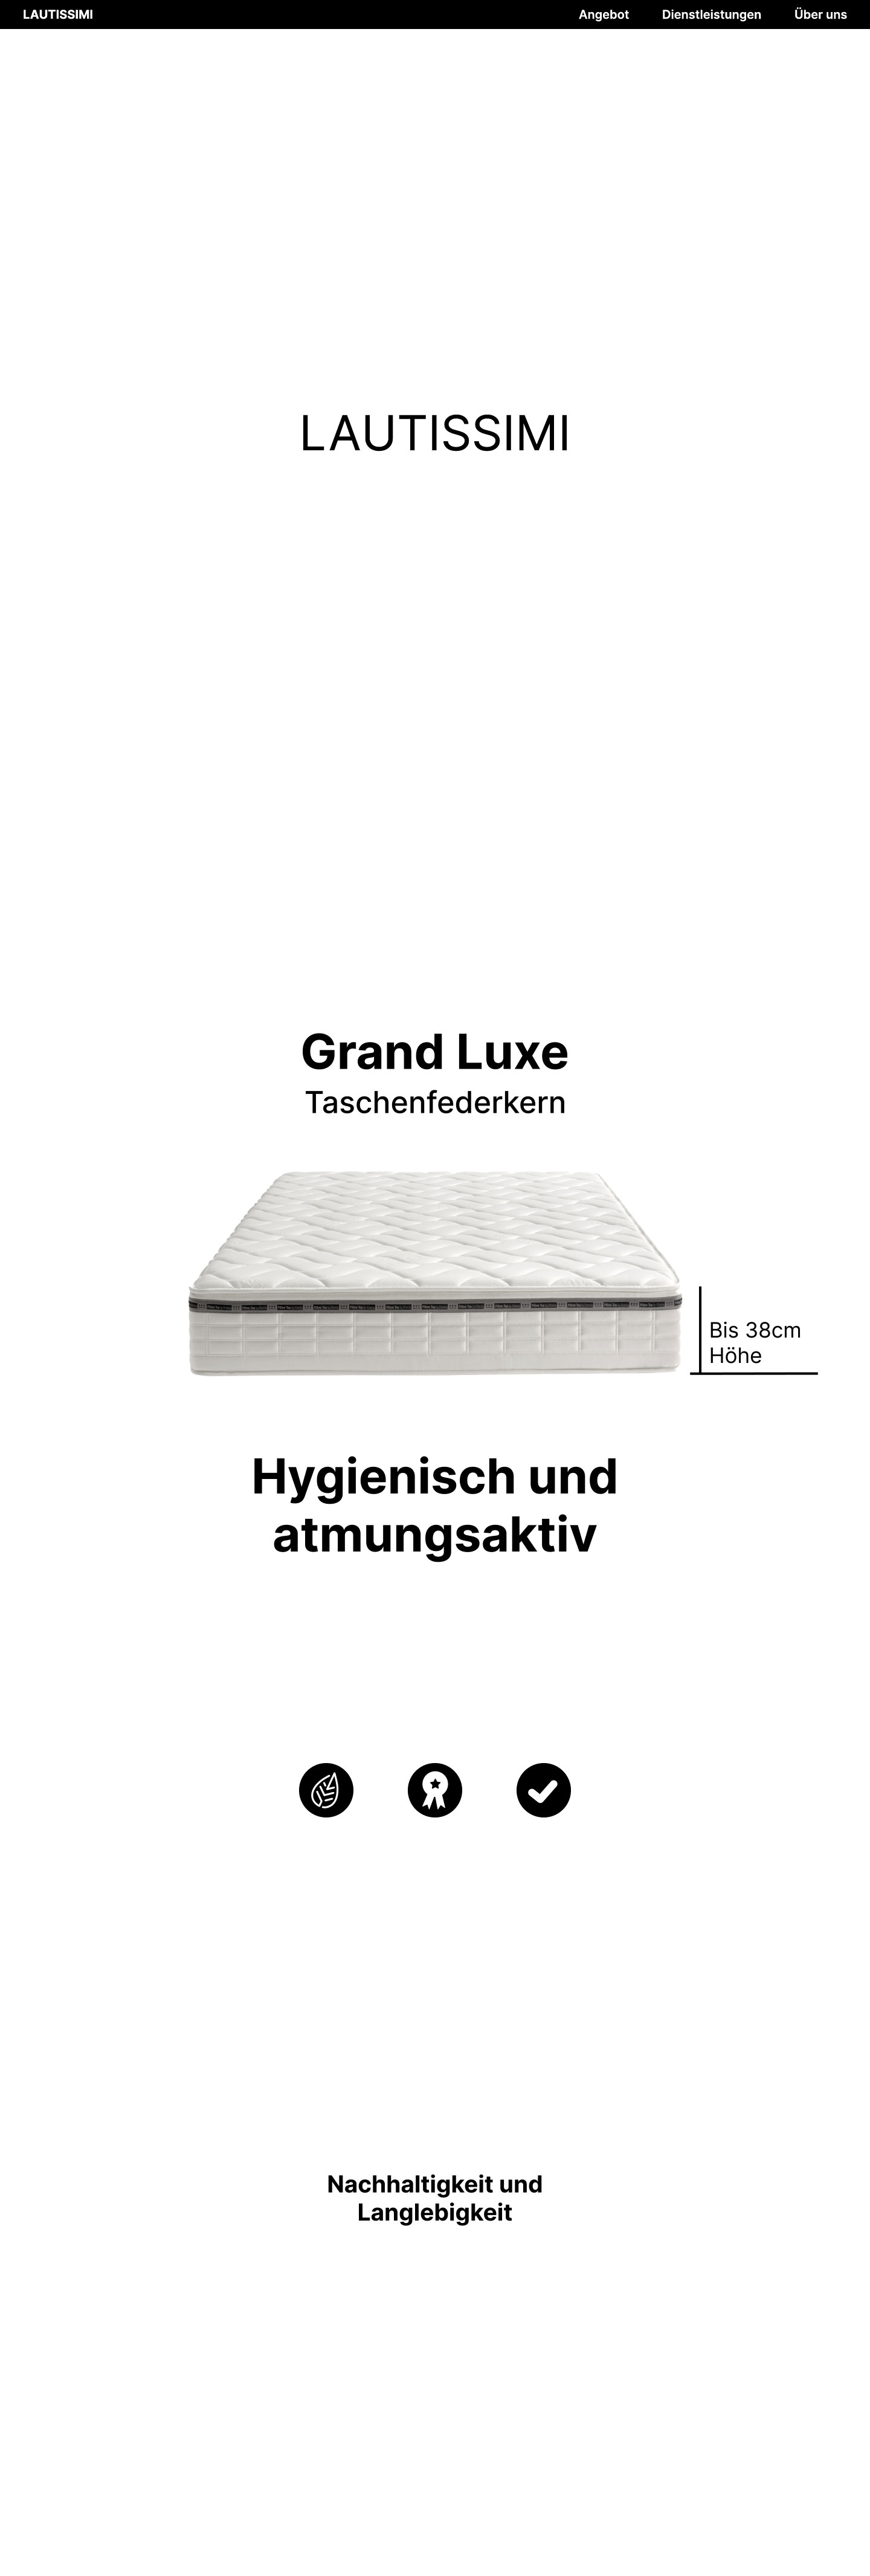 LAUTISSIMI
Angebot
Dienstleistungen
Über uns
LAUTISSIMI
Grand Luxe
Taschenfederkern
Bis 38cm
Höhe
Hygienisch und
atmungsaktiv
Nachhaltigkeit und
Langlebigkeit